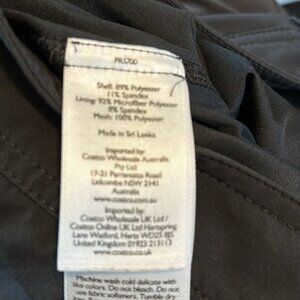 PR5700
Shell: 89% Polyester
11% Spandex
Lining: 92% Microfiber Polyester
8% Spandex
Mesh: 100% Polyester
Made in Sri Lanka
Imported by:
Costco Wholesale Australia
Pty Ltd
17-21 Parramatta Road
Lidcombe NSW 2141
Australia
www.costco.com.au
Imported by:
Costco Wholesale UK Ltd /
Costco Online UK Ltd Hartspring
Lane Watford, Herts WD25 8JS
United Kingdom 01923 213113
www.costco.co.uk
Machine wash cold delicate with
like colors. Do not bleach. Do not
use fabric softeners. Tumble dry